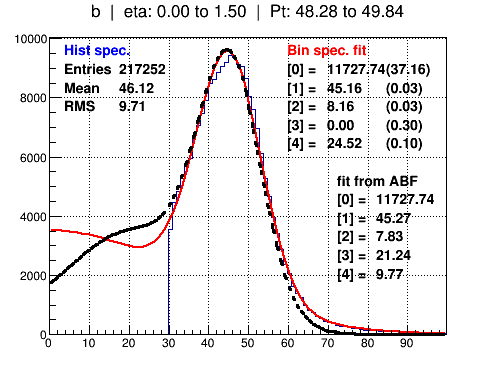 b | eta: 0.00 to 1.50 | Pt: 48.28 to 49.84
Hist spec.
Entries 217252
Mean 46.12
RMS 9.71
Bin spec. fit
[0] = 11727.74(37.16)
[1] = 45.16 (0.03)
[2] = 8.16 (0.03)
[3] = 0.00 (0.30)
[4] = 24.52 (0.10)
fit from ABF
[0] = 11727.74
[1] = 45.27
[2] = 7.83
[3] = 21.24
[4] = 9.77
10000
8000
6000
4000
2000
0
0 10 20 30 40 50 60 70 80 90